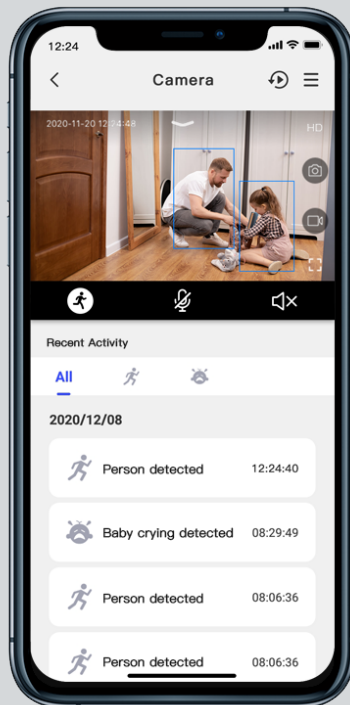 12:24
Camera
2020-11-20 12:24:48
HD
Recent Activity
All
2020/12/08
Person detected 12:24:40
Baby crying detected 08:29:49
Person detected 08:06:36
Person detected 08:06:36